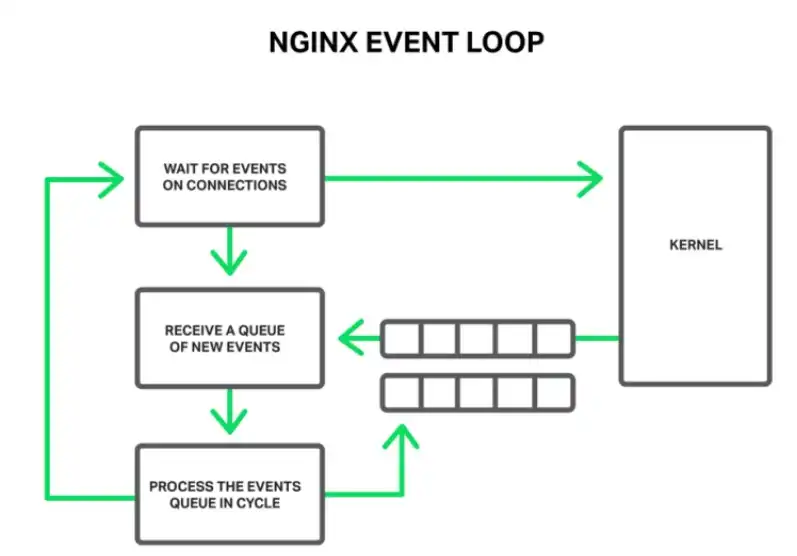 NGINX EVENT LOOP
WAIT FOR EVENTS
ON CONNECTIONS
KERNEL
RECEIVE A QUEUE
OF NEW EVENTS
PROCESS THE EVENTS
QUEUE IN CYCLE